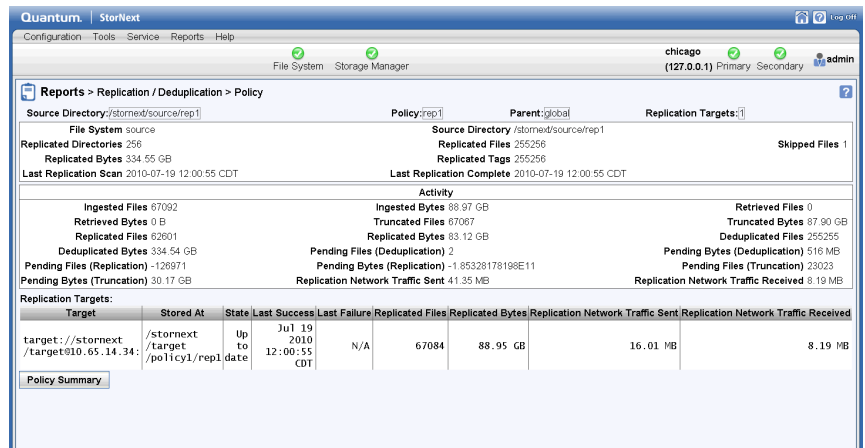 Quantum. StorNext Log Off
Configuration Tools Service Reports Help
File System Storage Manager
chicago
(127.0.0.1) Primary Secondary admin
Reports > Replication / Deduplication > Policy
Source Directory:/stornext/source/rep1 Policy:rep1 Parent:global Replication Targets:1
File System source Source Directory /stornext/source/rep1
Replicated Directories 256 Replicated Files 255256 Skipped Files 1
Replicated Bytes 334.55 GB Replicated Tags 255256
Last Replication Scan 2010-07-19 12:00:55 CDT Last Replication Complete 2010-07-19 12:00:55 CDT
Activity
Ingested Files 67092 Ingested Bytes 88.97 GB Retrieved Files 0
Retrieved Bytes 0 B Truncated Files 67067 Truncated Bytes 87.90 GB
Replicated Files 62601 Replicated Bytes 83.12 GB Deduplicated Files 255255
Deduplicated Bytes 334.54 GB Pending Files (Deduplication) 2 Pending Bytes (Deduplication) 516 MB
Pending Files (Replication) -126971 Pending Bytes (Replication) -1.85328178198E11 Pending Files (Truncation) 23023
Pending Bytes (Truncation) 30.17 GB Replication Network Traffic Sent 41.35 MB Replication Network Traffic Received 8.19 MB
Replication Targets:
Target Stored At State Last Success Last Failure Replicated Files Replicated Bytes Replication Network Traffic Sent Replication Network Traffic Received
target://stornext
/target@10.65.14.34:
/stornext
/target
/policy1/rep1
Up
to
date
Jul 19
2010
12:00:55
CDT
N/A 67084 88.95 GB 16.01 MB 8.19 MB
Policy Summary